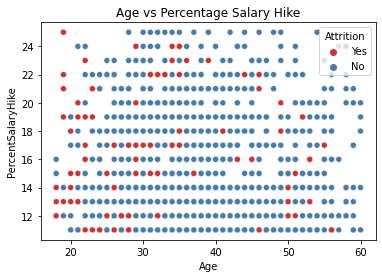 Age vs Percentage Salary Hike
Attrition
Yes
No
PercentSalaryHike
24
22
20
18
16
14
12
20
30
40
50
60
Age